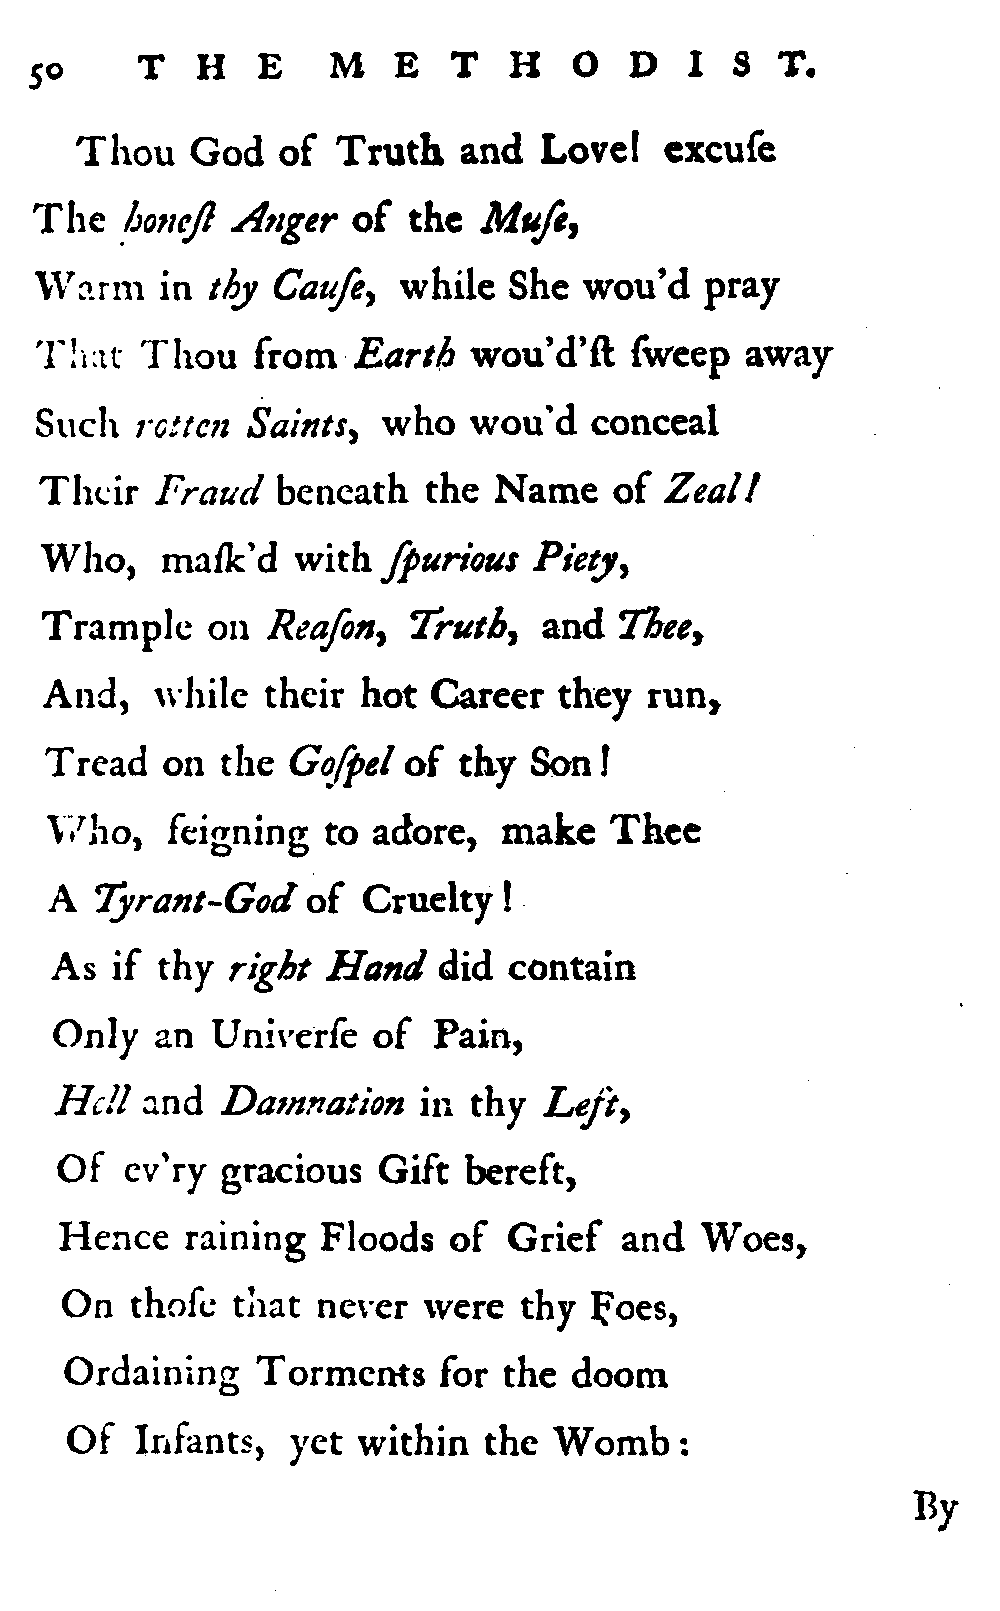 50 THE METHODIST.
Thou God of Truth and Love! excuſe
The honeſt Anger of the Muſe,
Warm in thy Cauſe, while She wou'd pray
That Thou from Earth wou'd'ſt ſweep away
Such rotten Saints, who wou'd conceal
Their Fraud beneath the Name of Zeal!
Who, maſk'd with ſpurious Piety,
Trample on Reaſon, Truth, and Thee,
And, while their hot Career they run,
Tread on the Goſpel of thy Son!
Who, feigning to adore, make Thee
A Tyrant-God of Cruelty!
As if thy right Hand did contain
Only an Univerſe of Pain,
Hell and Damnation in thy Left,
Of ev'ry gracious Gift bereft,
Hence raining Floods of Grief and Woes,
On thoſe that never were thy Foes,
Ordaining Torments for the doom
Of Infants, yet within the Womb:
By